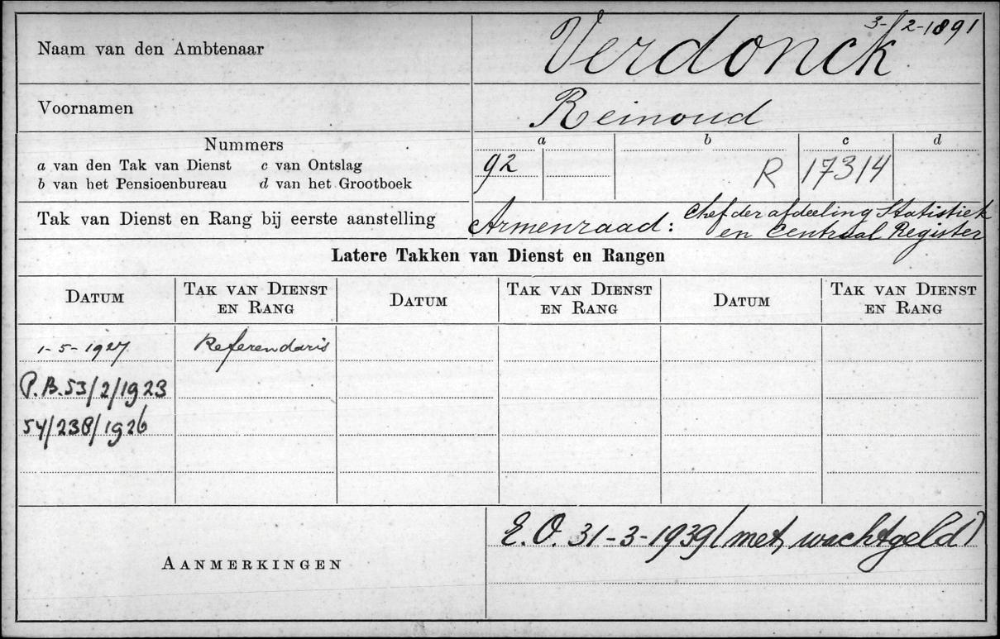 Naam van den Ambtenaar Verdonck 3-/2-1891
Voornamen Reinoud
Nummers
a van den Tak van Dienst c van Ontslag
b van het Pensioenbureau d van het Grootboek
a b c d
92 R 17314
Tak van Dienst en Rang bij eerste aanstelling Armenraad: Chef der afdeeling Statistiek
en Centraal Register
Latere Takken van Dienst en Rangen
DATUM TAK VAN DIENST EN RANG DATUM TAK VAN DIENST EN RANG DATUM TAK VAN DIENST EN RANG
1-5-1927 Referendaris
P.B. 53/2/1923
54/238/1926
AANMERKINGEN
E.O. 31-3-1939 (met wachtgeld)